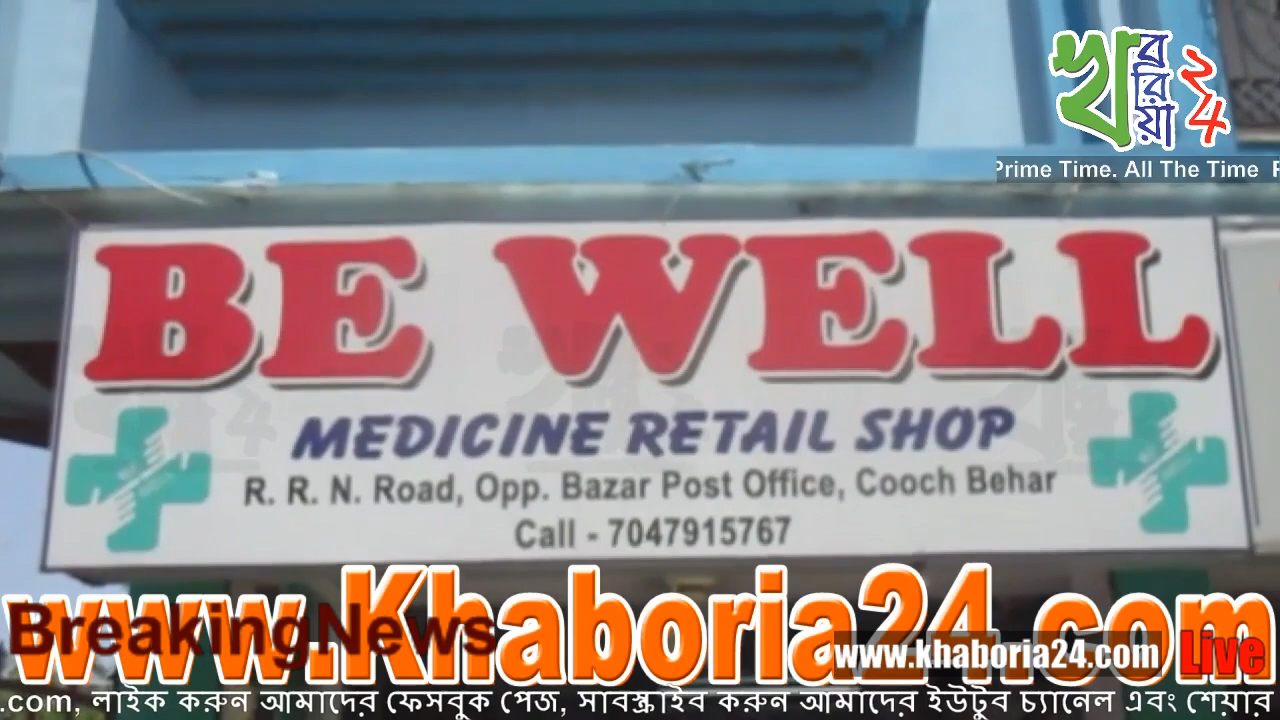 খাবরিয়া
২4
Prime Time. All The Time
BE WELL
MEDICINE RETAIL SHOP
R. R. N. Road, Opp. Bazar Post Office, Cooch Behar
Call - 7047915767
www.Khaboria24.com
Breaking News
www.khaboria24.com Live
.com, লাইক করুন আমাদের ফেসবুক পেজ, সাবস্ক্রাইব করুন আমাদের ইউটুব চ্যানেল এবং শেয়ার